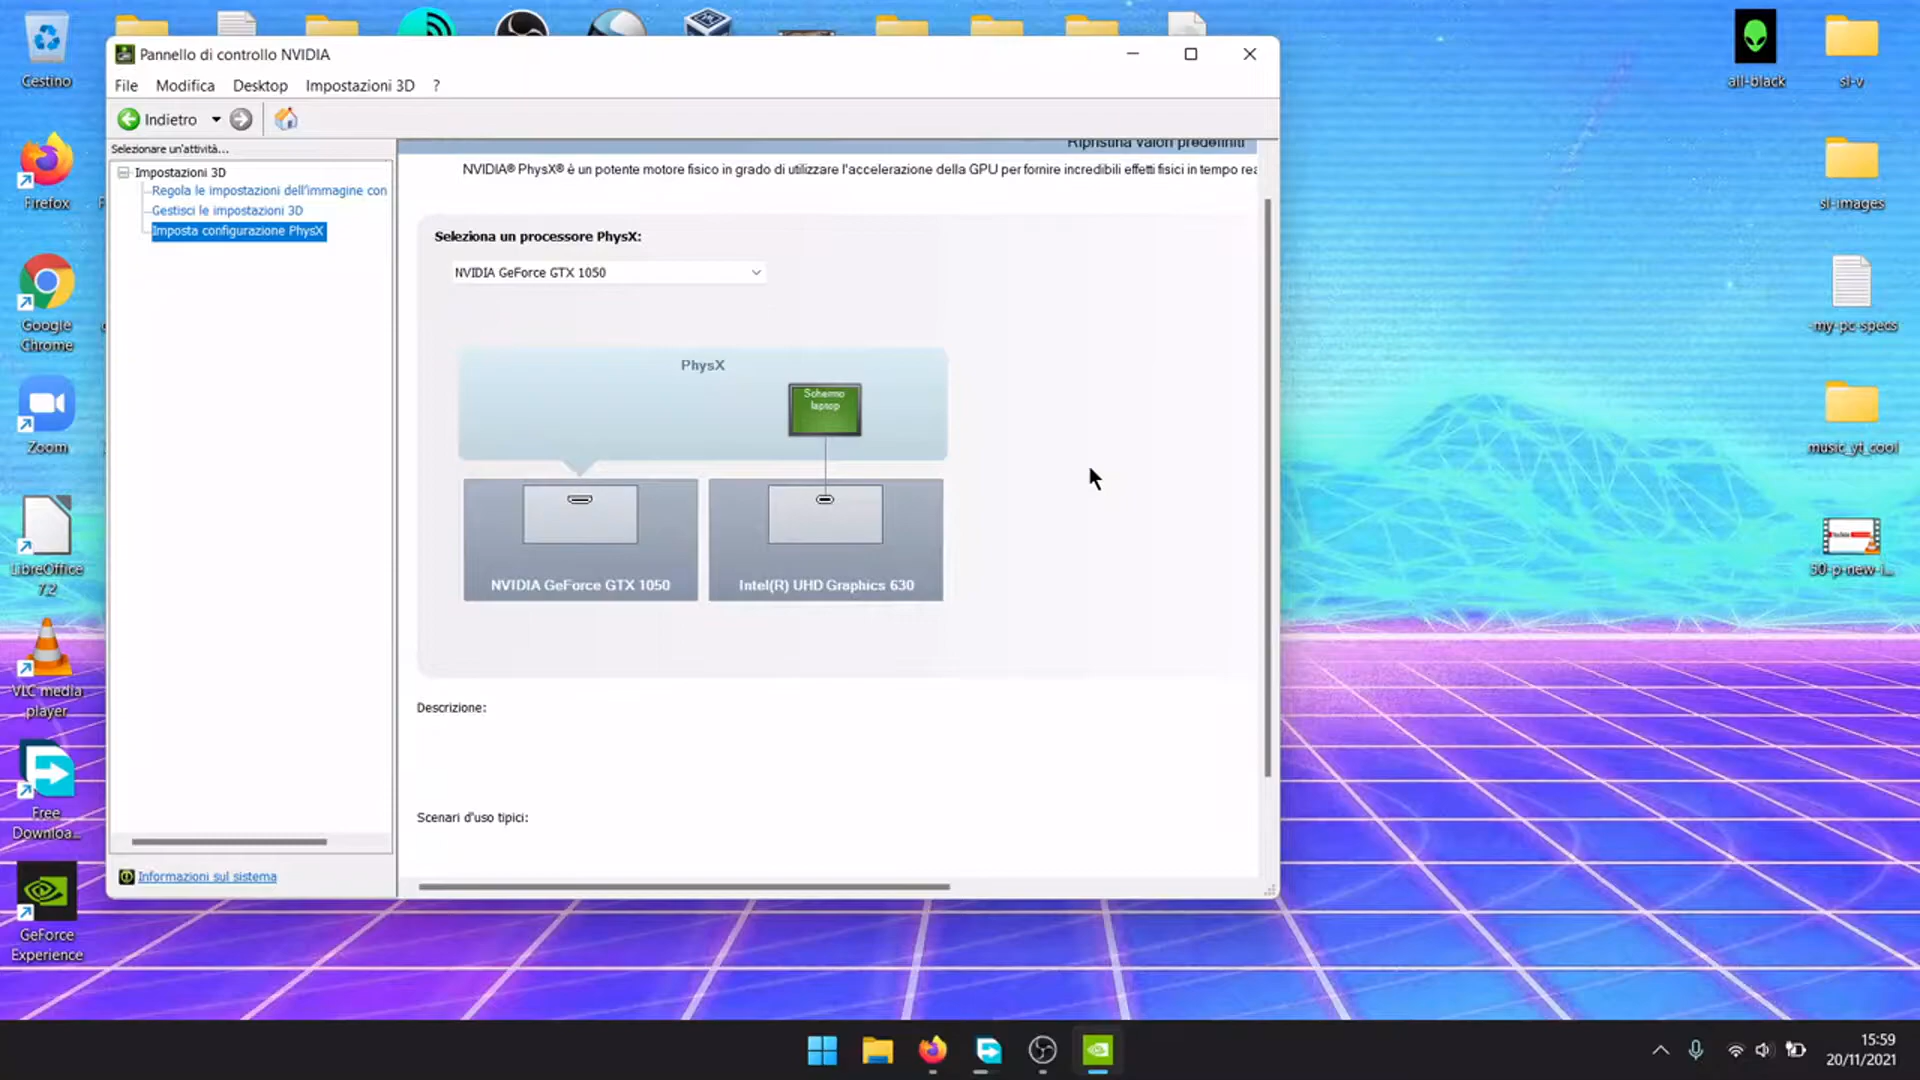 Cestino
Firefox
Google
Chrome
Zoom
LibreOffice
7.2
VLC media
player
Free
Downloa...
GeForce
Experience
Pannello di controllo NVIDIA
File Modifica Desktop Impostazioni 3D ?
Indietro
Selezionare un'attività...
Impostazioni 3D
Regola le impostazioni dell'immagine con
Gestisci le impostazioni 3D
Imposta configurazione PhysX
Informazioni sul sistema
Ripristina valori predefiniti
NVIDIA® PhysX® è un potente motore fisico in grado di utilizzare l'accelerazione della GPU per fornire incredibili effetti fisici in tempo rea
Seleziona un processore PhysX:
NVIDIA GeForce GTX 1050
PhysX
Schermo
laptop
NVIDIA GeForce GTX 1050
Intel(R) UHD Graphics 630
Descrizione:
Scenari d'uso tipici:
all-black
sl-v
sl-images
-my-pc-specs
music_yt_cool
50-p-new-i...
15:59
20/11/2021